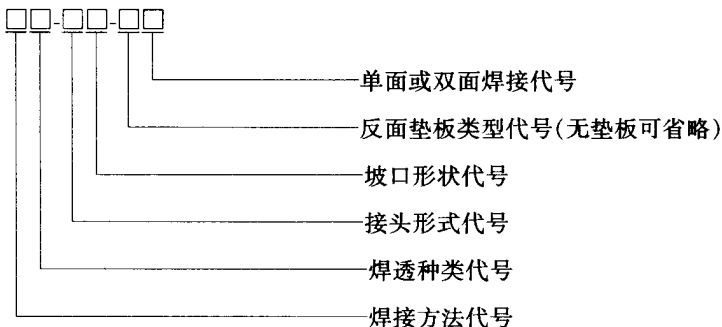 □□-□□-□□
单面或双面焊接代号
反面垫板类型代号(无垫板可省略)
坡口形状代号
接头形式代号
焊透种类代号
焊接方法代号